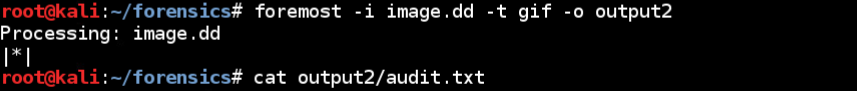 root@kali:~/forensics# foremost -i image.dd -t gif -o output2
Processing: image.dd
|*|
root@kali:~/forensics# cat output2/audit.txt